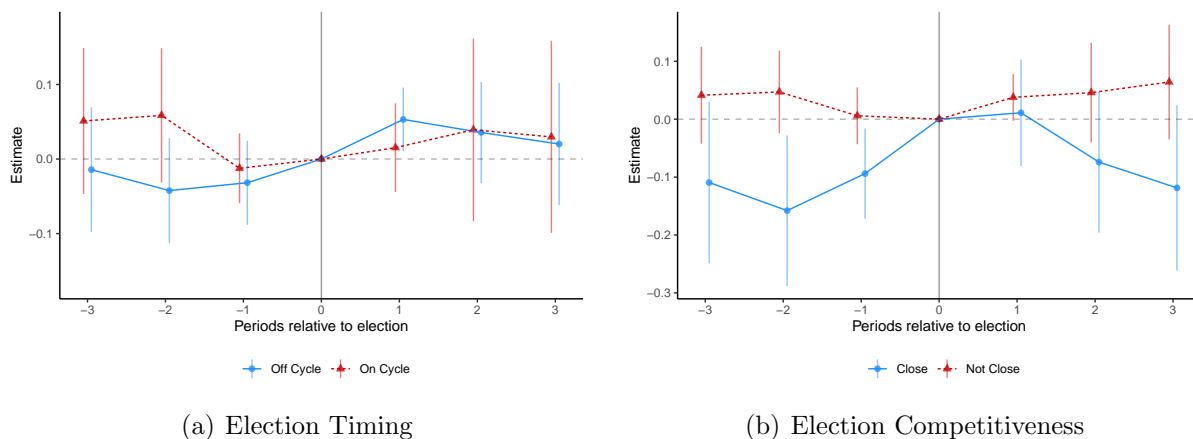 0.1
0.0
−0.1
Estimate
−3 −2 −1 0 1 2 3
Periods relative to election
Off Cycle On Cycle
(a) Election Timing
0.1
0.0
−0.1
−0.2
−0.3
Estimate
−3 −2 −1 0 1 2 3
Periods relative to election
Close Not Close
(b) Election Competitiveness